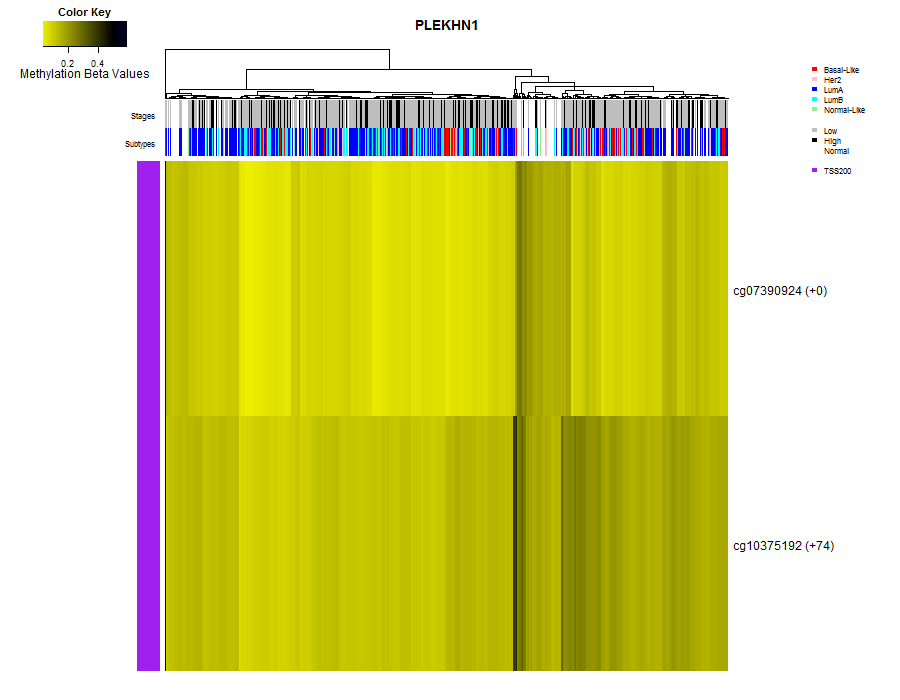 Color Key
0.2 0.4
Methylation Beta Values
PLEKHN1
Stages
Subtypes
Basal-Like
Her2
LumA
LumB
Normal-Like
Low
High
Normal
TSS200
cg07390924 (+0)
cg10375192 (+74)